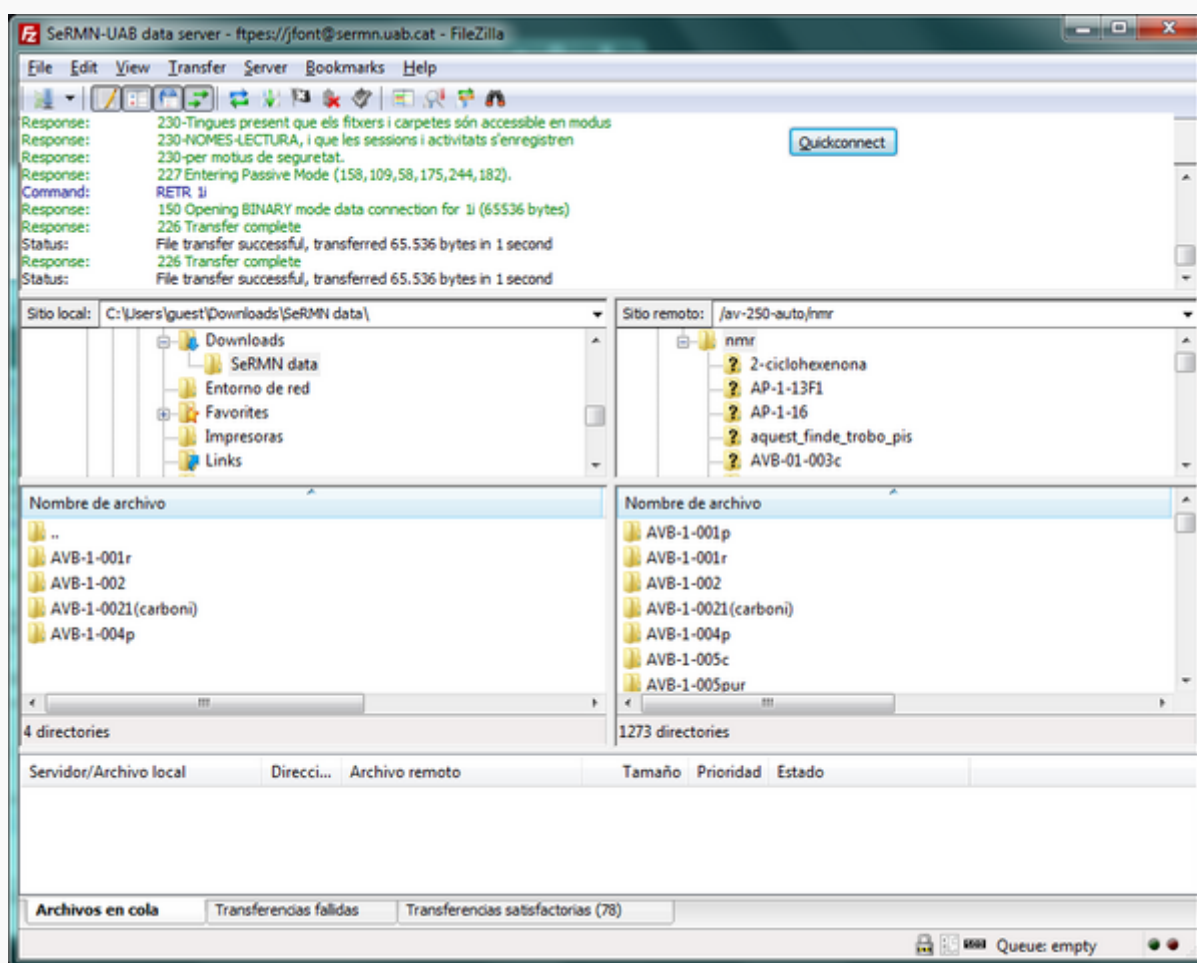 SeRMN-UAB data server - ftpes://jfont@sermn.uab.cat - FileZilla
File Edit View Transfer Server Bookmarks Help
Response: 230-Tingues present que els fitxers i carpetes són accessible en modus
Response: 230-NOMES-LECTURA, i que les sessions i activitats s'enregistren
Response: 230-per motius de seguretat.
Response: 227 Entering Passive Mode (158,109,58,175,244,182).
Command: RETR 1i
Response: 150 Opening BINARY mode data connection for 1i (65536 bytes)
Response: 226 Transfer complete
Status: File transfer successful, transferred 65.536 bytes in 1 second
Response: 226 Transfer complete
Status: File transfer successful, transferred 65.536 bytes in 1 second
Quickconnect
Sitio local: C:\Users\guest\Downloads\SeRMN data\
Downloads
SeRMN data
Entorno de red
Favorites
Impresoras
Links
Sitio remoto: /av-250-auto/nmr
nmr
2-ciclohexenona
AP-1-13F1
AP-1-16
aquest_finde_trobo_pis
AVB-01-003c
Nombre de archivo
..
AVB-1-001r
AVB-1-002
AVB-1-0021(carboni)
AVB-1-004p
4 directories
Nombre de archivo
AVB-1-001p
AVB-1-001r
AVB-1-002
AVB-1-0021(carboni)
AVB-1-004p
AVB-1-005c
AVB-1-005pur
1273 directories
Servidor/Archivo local Direcci... Archivo remoto Tamaño Prioridad Estado
Archivos en cola Transferencias fallidas Transferencias satisfactorias (78)
Queue: empty